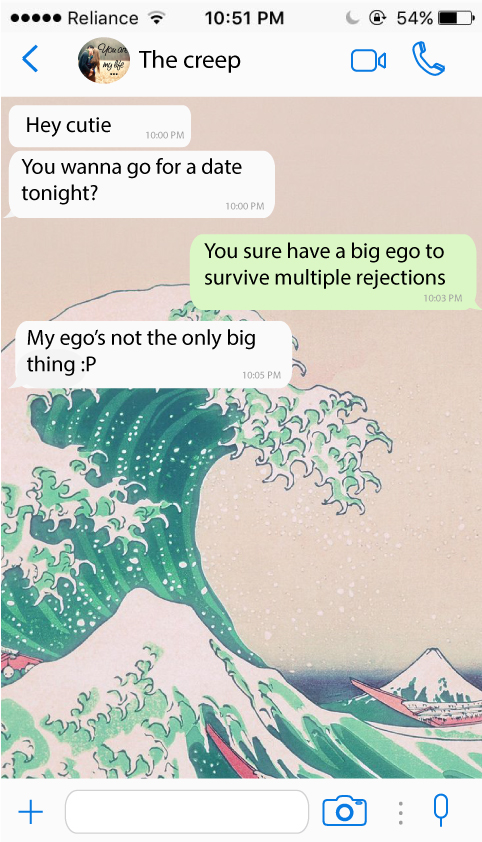 Reliance 10:51 PM 54%
You are
my life
...
The creep
Hey cutie
10:00 PM
You wanna go for a date
tonight?
10:00 PM
You sure have a big ego to
survive multiple rejections
10:03 PM
My ego's not the only big
thing :P
10:05 PM